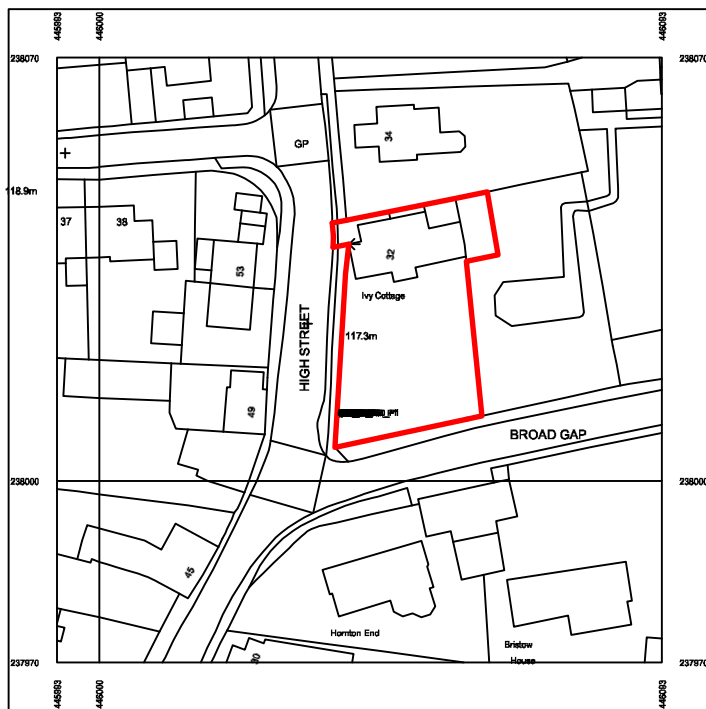 445993
446000
446093
238070
238070
34
GP
118.9m
37
38
32
53
Ivy Cottage
HIGH STREET
117.3m
49
BROAD GAP
238000
238000
45
Hornton End
Bristow
House
30
237970
237970
445993
446000
446093